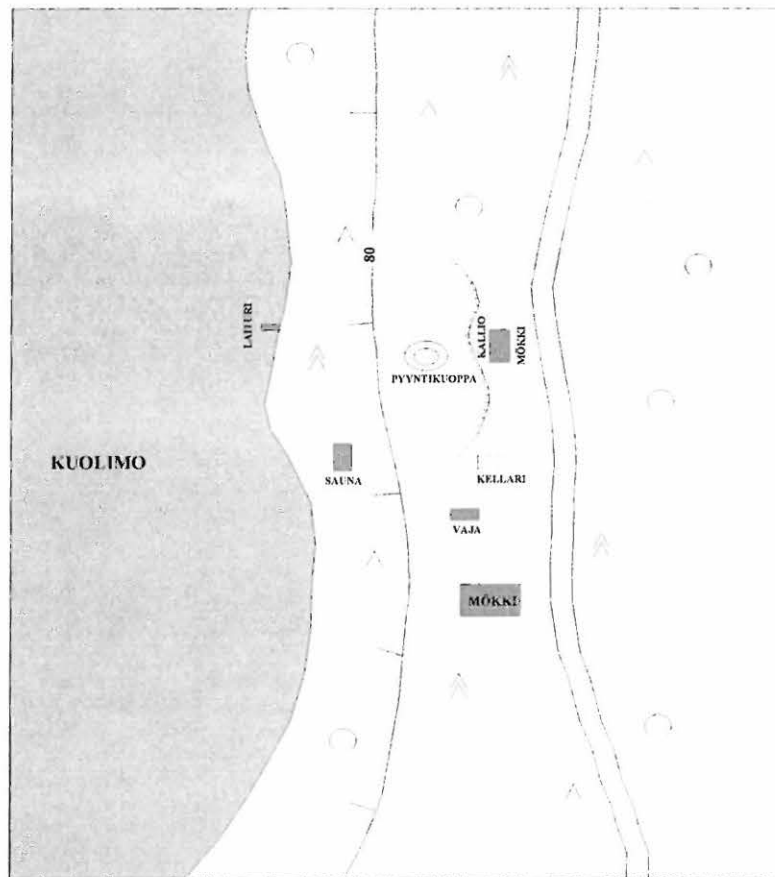 80
LAITURI
KALLIO
MÖKKI
PYYNTIKUOPPA
KUOLIMO
SAUNA
KELLARI
VAJA
MÖKKI